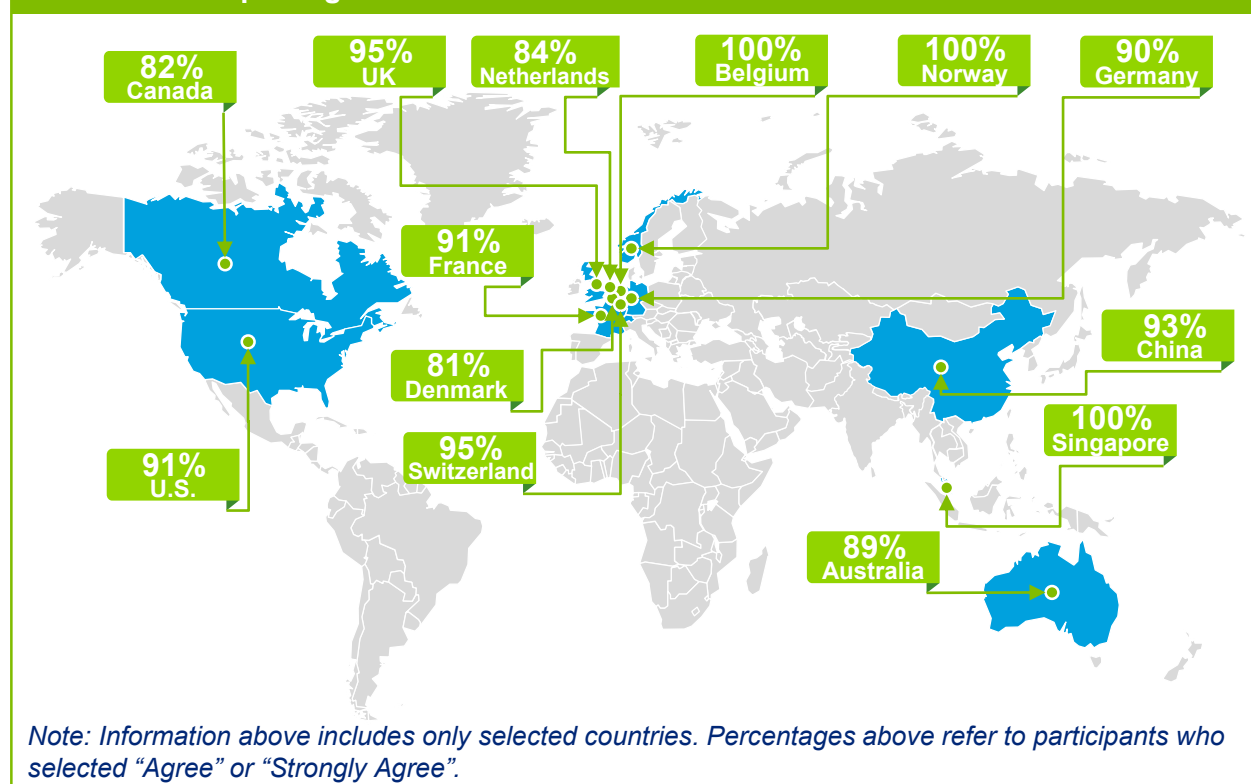 95%
UK
84%
Netherlands
100%
Belgium
100%
Norway
90%
Germany
82%
Canada
91%
France
93%
China
81%
Denmark
100%
Singapore
95%
Switzerland
91%
U.S.
89%
Australia
Note: Information above includes only selected countries. Percentages above refer to participants who
selected “Agree” or “Strongly Agree”.